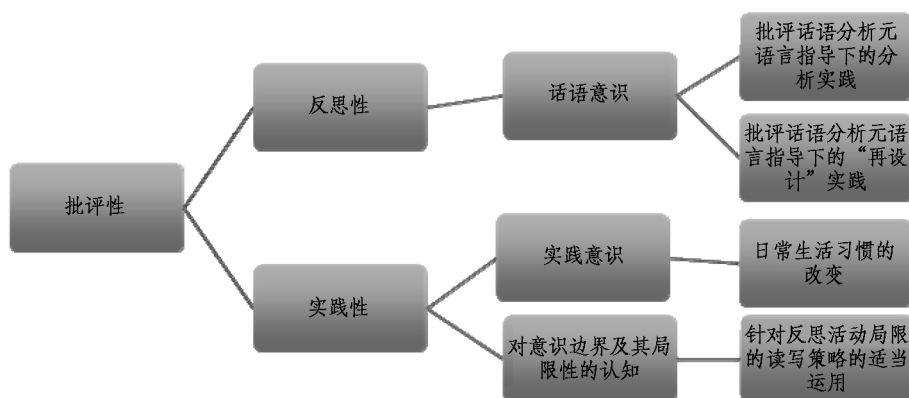 批评性
反思性
实践性
话语意识
实践意识
对意识边界及其局
限性的认知
批评话语分析元
语言指导下的分
析实践
批评话语分析元语
言指导下的“再设
计”实践
日常生活习惯的
改变
针对反思活动局限
的读写策略的适当
运用